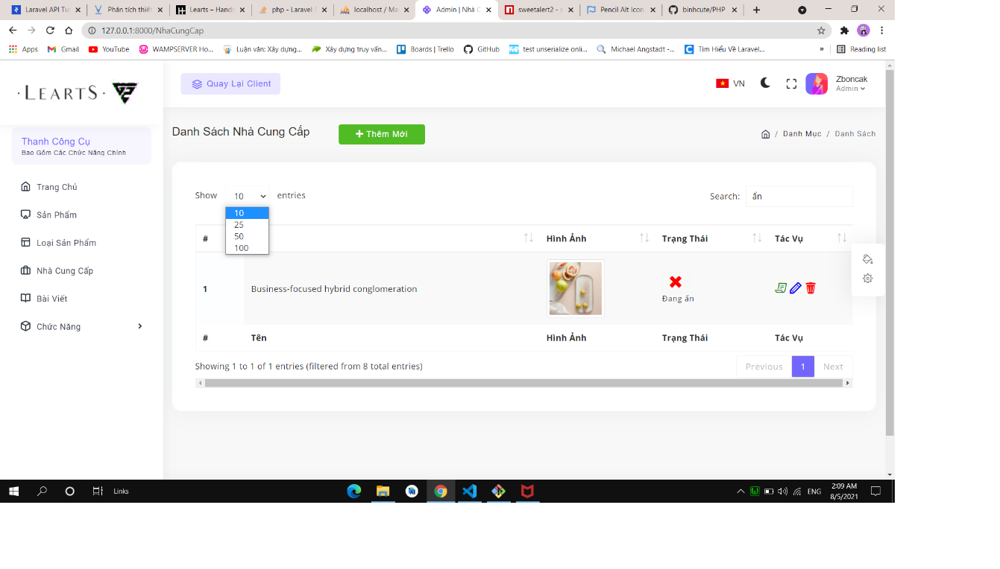 Laravel API Tu
Phân tích thiết
Learts – Handm
php - Laravel
localhost / Ma
Admin | Nhà C
sweetalert2 - n
Pencil Alt Icon
binhcute/PHP
127.0.0.1:8000/NhaCungCap
Apps
Gmail
YouTube
WAMPSERVER Ho...
Luận văn: Xây dựng...
Xây dựng truy vấn...
Boards | Trello
GitHub
test unserialize onli...
Michael Angstadt -...
Tìm Hiểu Về Laravel...
»
Reading list
· LEARTS ·
Quay Lại Client
VN
Zboncak
Admin
Thanh Công Cụ
Bao Gồm Các Chức Năng Chính
Trang Chủ
Sản Phẩm
Loại Sản Phẩm
Nhà Cung Cấp
Bài Viết
Chức Năng
Danh Sách Nhà Cung Cấp
Thêm Mới
/ Danh Mục / Danh Sách
Show 10 entries
Search: ẩn
10
25
50
100
# Hình Ảnh Trạng Thái Tác Vụ
1 Business-focused hybrid conglomeration
Đang ẩn
# Tên Hình Ảnh Trạng Thái Tác Vụ
Showing 1 to 1 of 1 entries (filtered from 8 total entries)
Previous 1 Next
Links
ENG
2:09 AM
8/5/2021